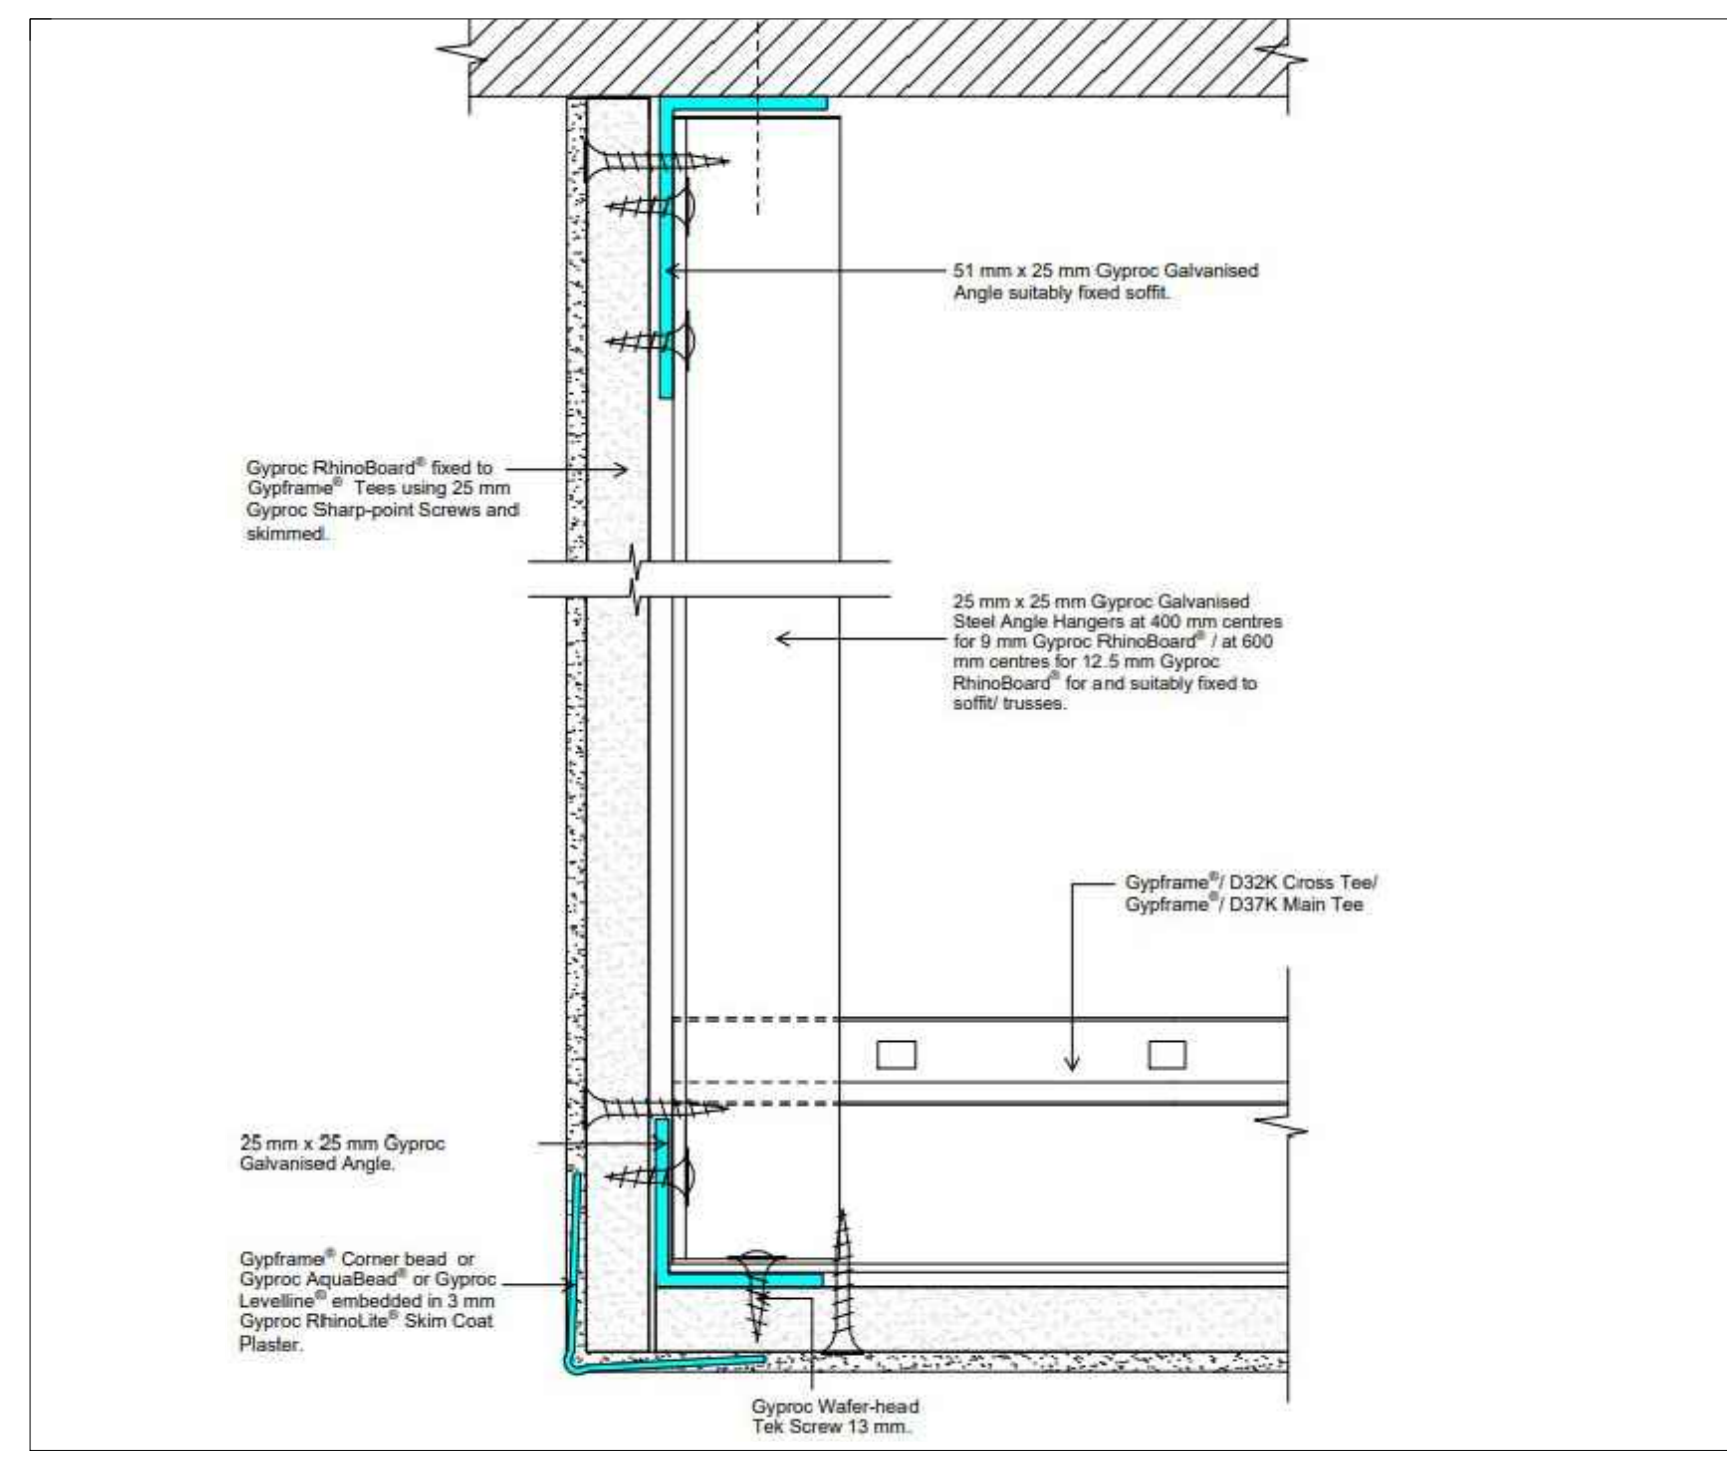 51 mm x 25 mm Gyproc Galvanised
Angle suitably fixed soffit.
Gyproc RhinoBoard® fixed to
Gypframe® Tees using 25 mm
Gyproc Sharp-point Screws and
skimmed.
25 mm x 25 mm Gyproc Galvanised
Steel Angle Hangers at 400 mm centres
for 9 mm Gyproc RhinoBoard® / at 600
mm centres for 12.5 mm Gyproc
RhinoBoard® for and suitably fixed to
soffit/ trusses.
Gypframe®/ D32K Cross Tee/
Gypframe®/ D37K Main Tee
25 mm x 25 mm Gyproc
Galvanised Angle.
Gypframe® Corner bead or
Gyproc AquaBead® or Gyproc
Levelline® embedded in 3 mm
Gyproc RhinoLite® Skim Coat
Plaster.
Gyproc Wafer-head
Tek Screw 13 mm.